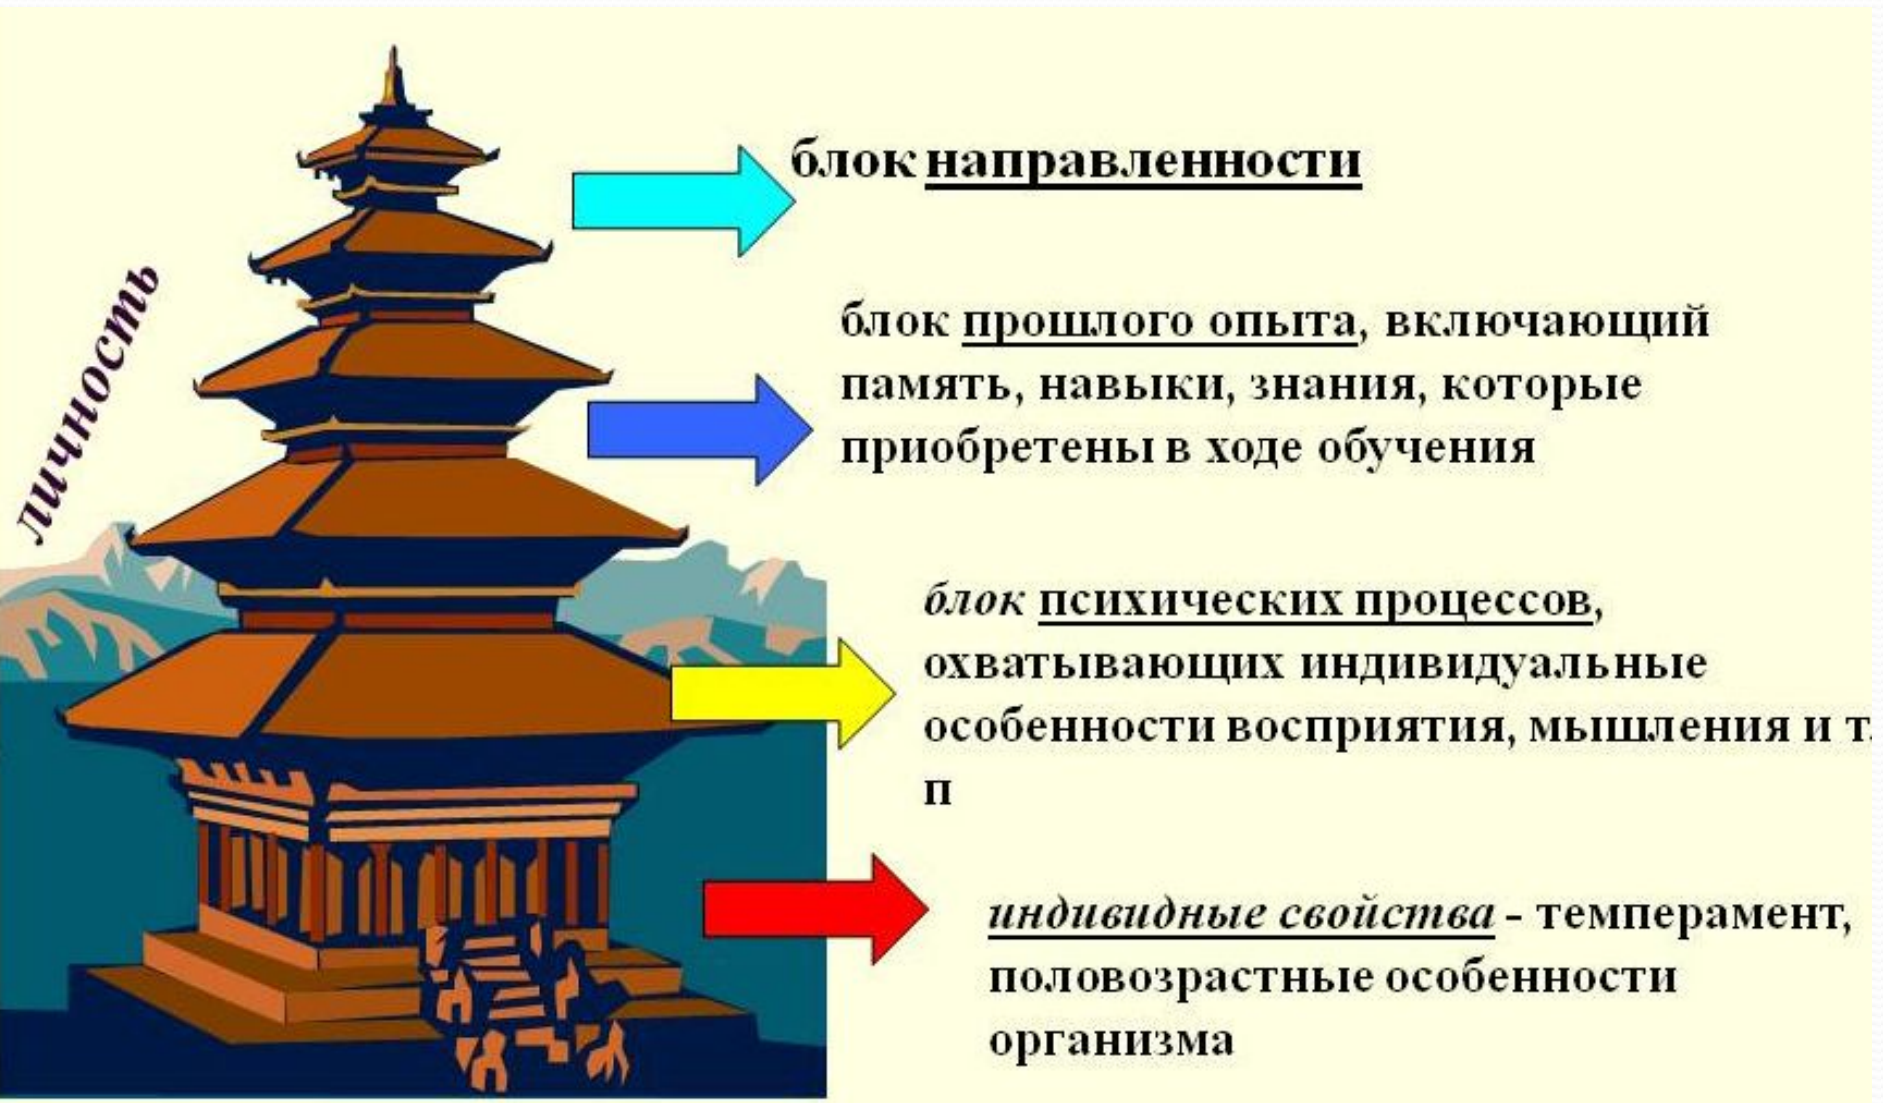 личность
блок направленности
блок прошлого опыта, включающий
память, навыки, знания, которые
приобретены в ходе обучения
блок психических процессов,
охватывающих индивидуальные
особенности восприятия, мышления и т.
п
индивидные свойства - темперамент,
половозрастные особенности
организма